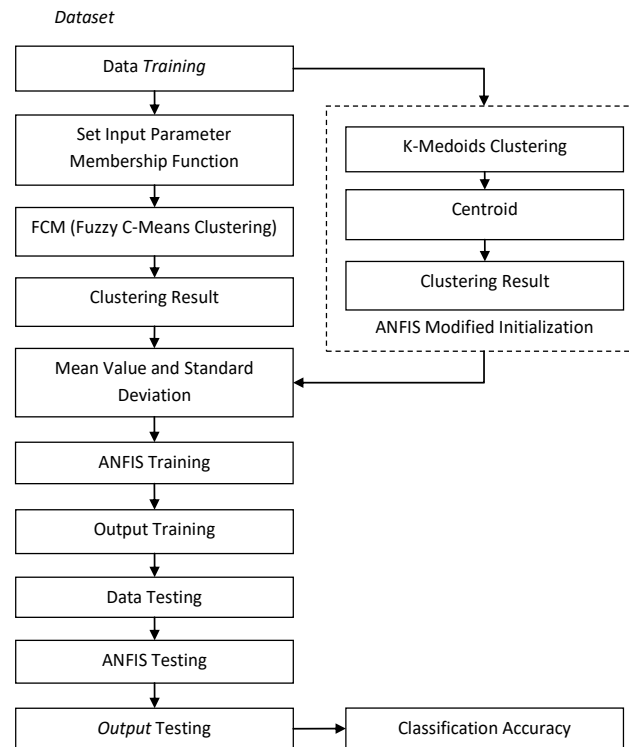 Dataset
Data Training
Set Input Parameter
Membership Function
FCM (Fuzzy C-Means Clustering)
Clustering Result
K-Medoids Clustering
Centroid
Clustering Result
ANFIS Modified Initialization
Mean Value and Standard
Deviation
ANFIS Training
Output Training
Data Testing
ANFIS Testing
Output Testing
Classification Accuracy